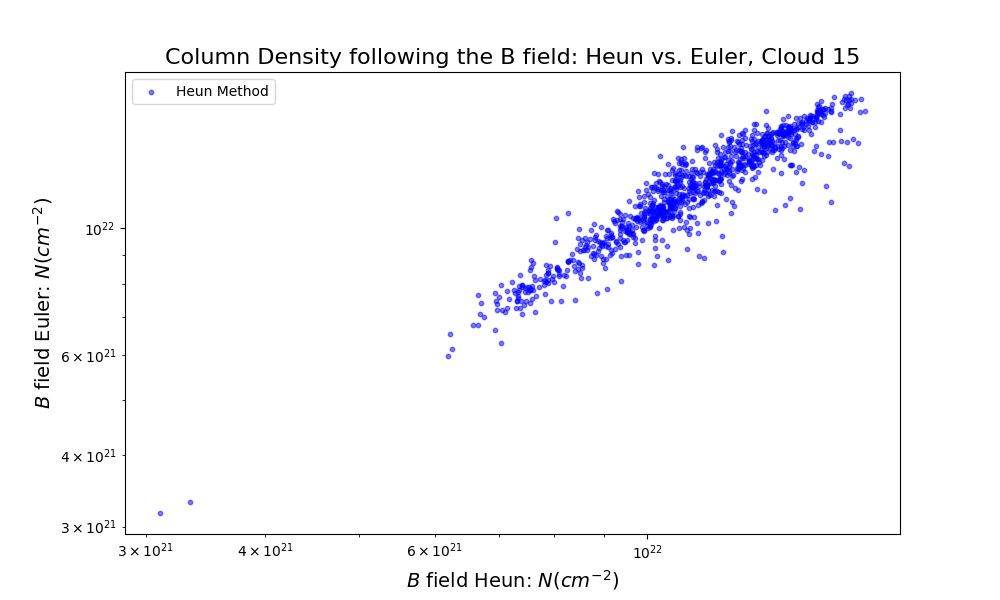 Column Density following the B field: Heun vs. Euler, Cloud 15
Heun Method
B field Euler: N(cm⁻²)
10²²
6 × 10²¹
4 × 10²¹
3 × 10²¹
3 × 10²¹
4 × 10²¹
6 × 10²¹
10²²
B field Heun: N(cm⁻²)